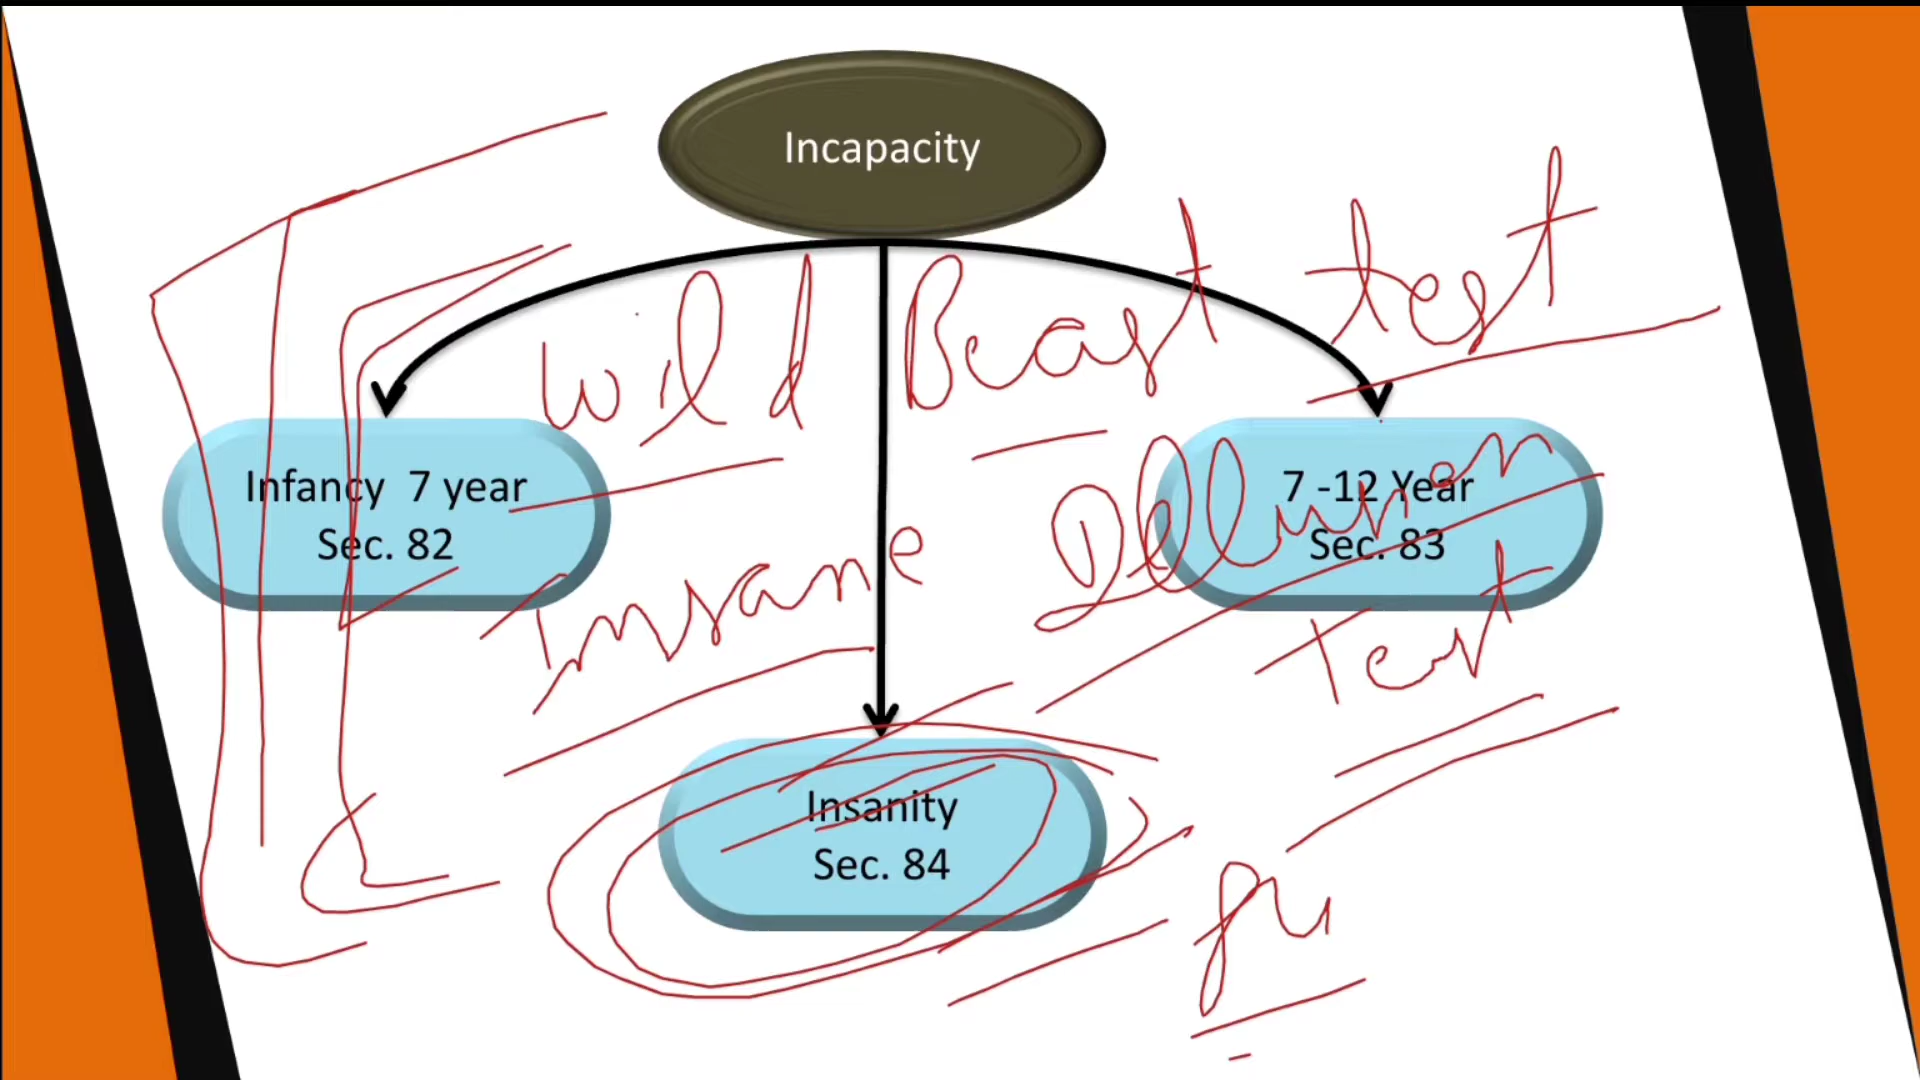 Incapacity
Wild Beast test
Infancy 7 year
Sec. 82
7 -12 Year
Sec. 83
Insane Dellusion
test
Insanity
Sec. 84